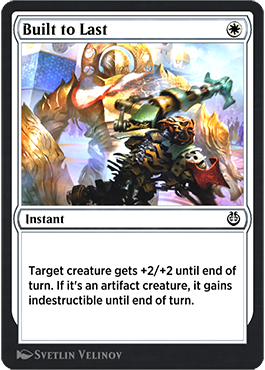 Built to Last
Instant
Target creature gets +2/+2 until end of
turn. If it's an artifact creature, it gains
indestructible until end of turn.
Svetlin Velinov